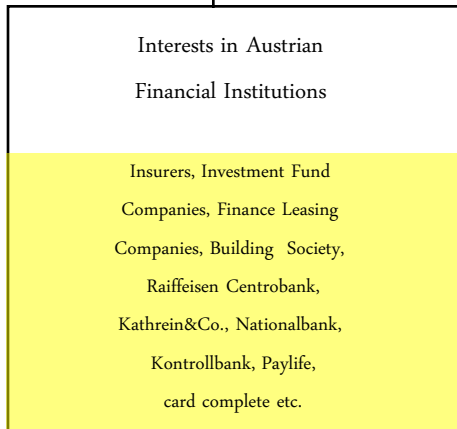 Interests in Austrian
Financial Institutions
Insurers, Investment Fund
Companies, Finance Leasing
Companies, Building Society,
Raiffeisen Centrobank,
Kathrein&Co., Nationalbank,
Kontrollbank, Paylife,
card complete etc.